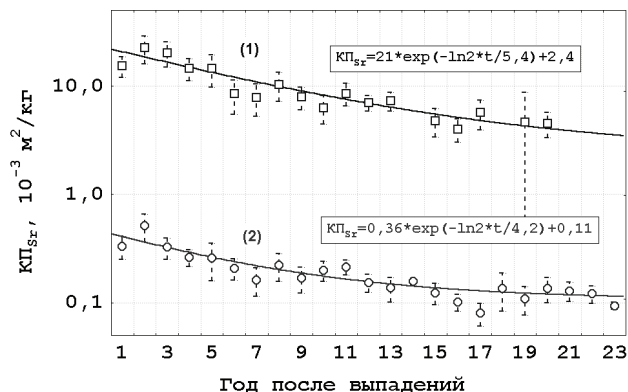 КП_Sr, 10⁻³ м²/кг
10,0
1,0
0,1
(1)
КП_Sr=21*exp(-ln2*t/5,4)+2,4
(2)
КП_Sr=0,36*exp(-ln2*t/4,2)+0,11
1 3 5 7 9 11 13 15 17 19 21 23
Год после выпадений